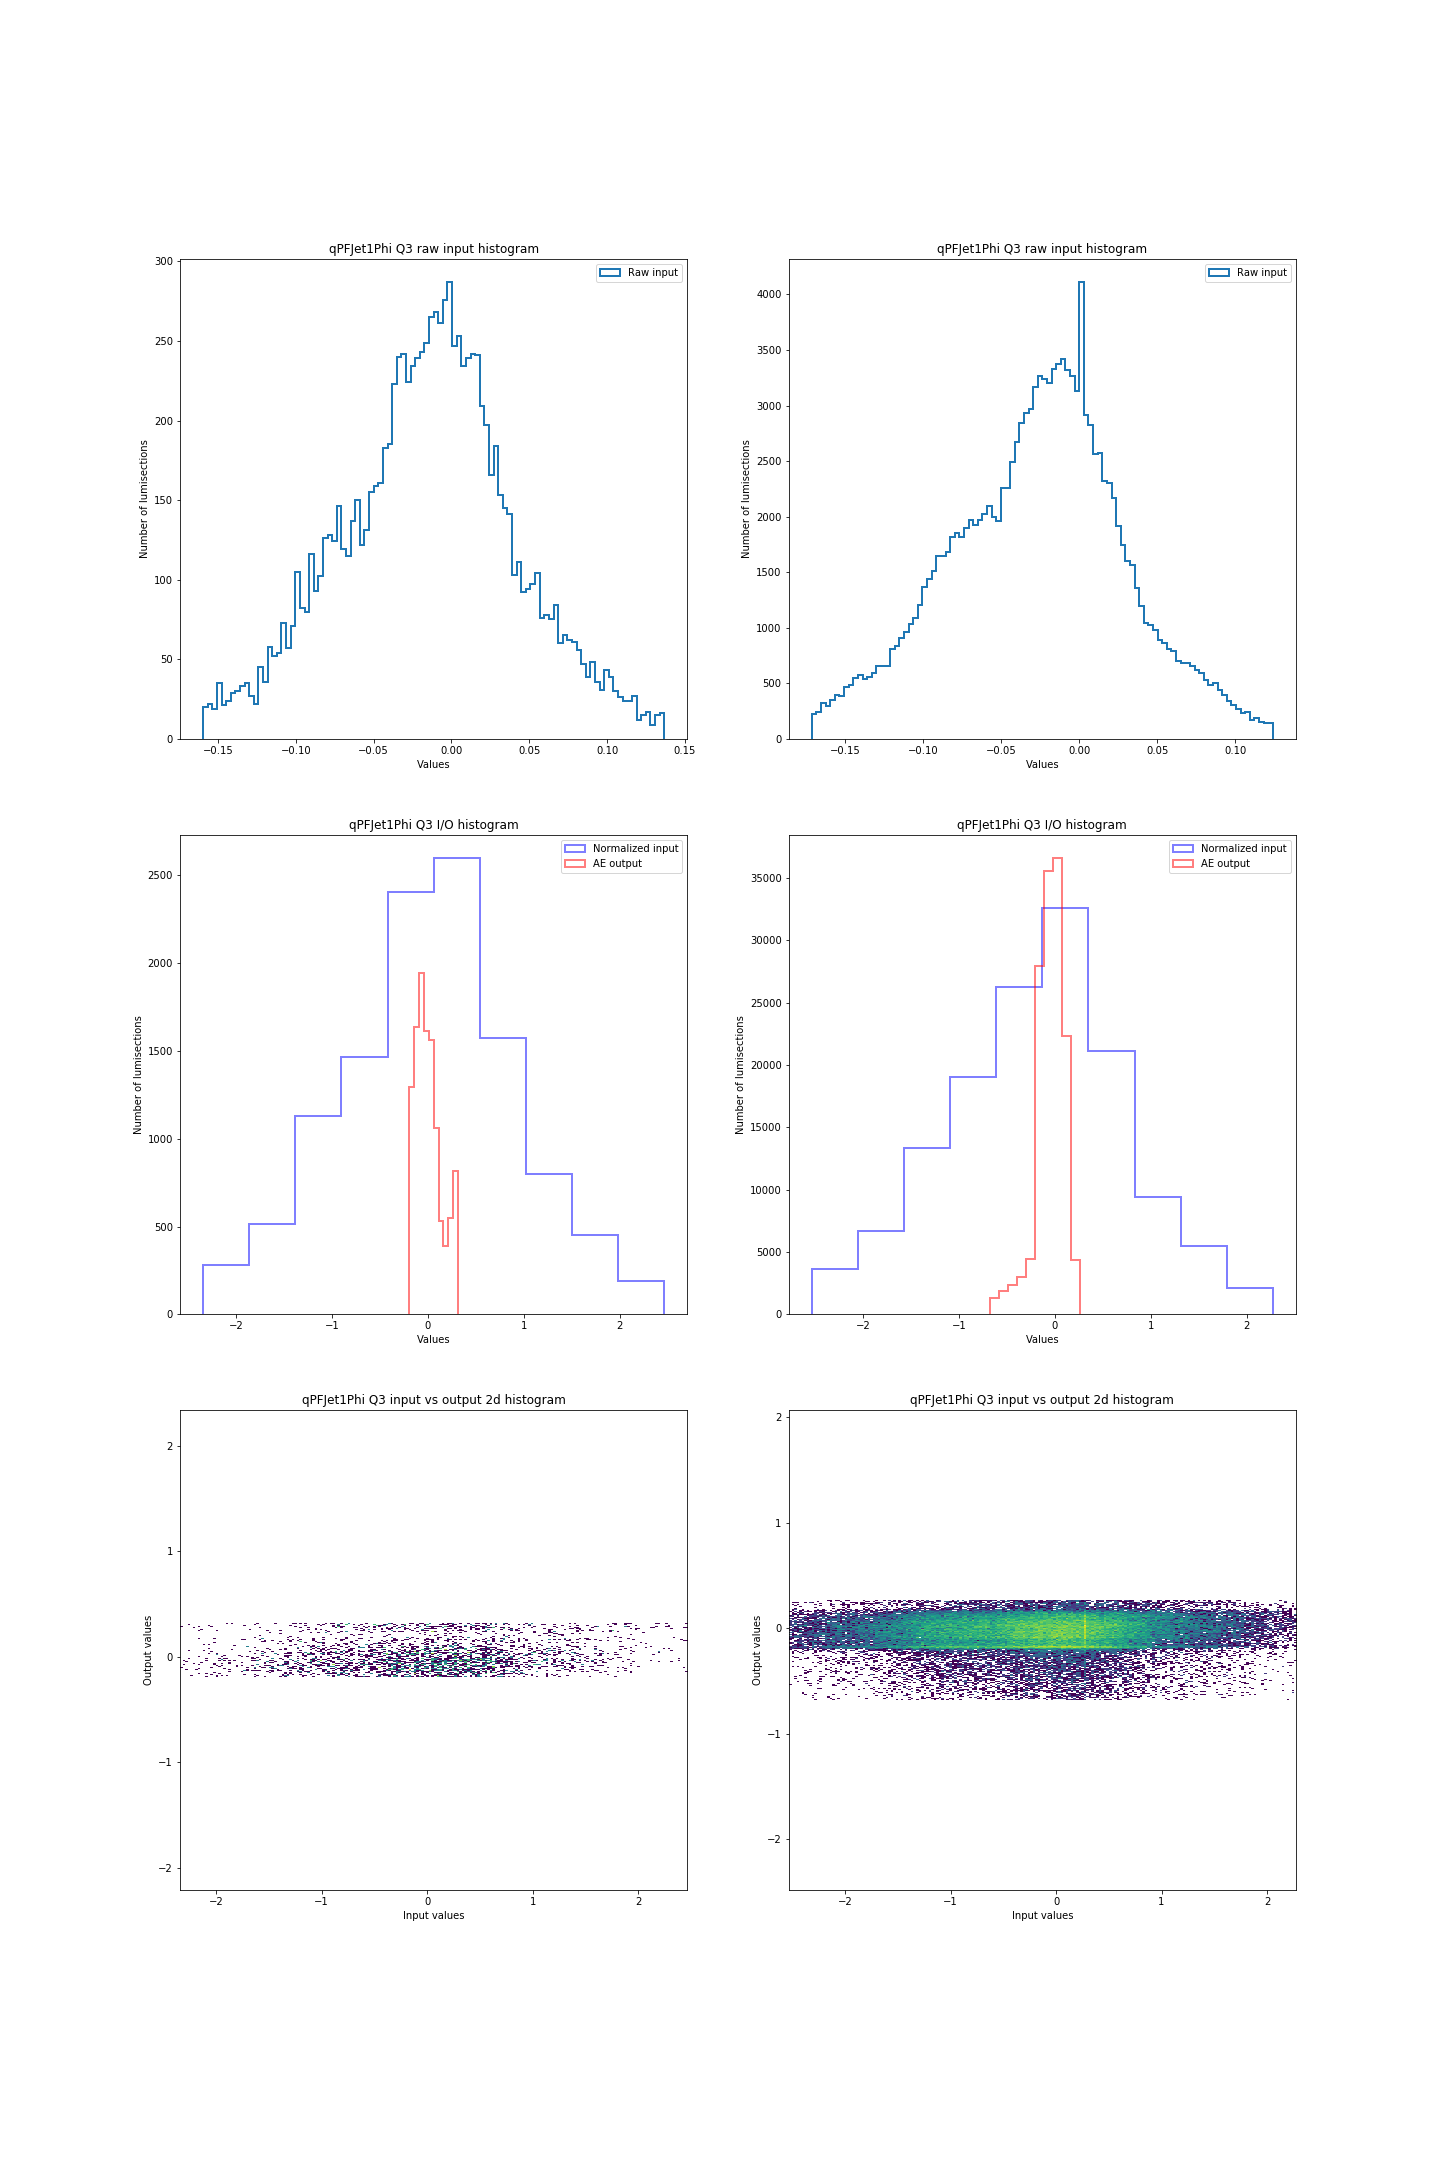 qPFJet1Phi Q3 raw input histogram
Raw input
Number of lumisections
300
250
200
150
100
50
0
−0.15 −0.10 −0.05 0.00 0.05 0.10 0.15
Values
qPFJet1Phi Q3 raw input histogram
Raw input
Number of lumisections
4000
3500
3000
2500
2000
1500
1000
500
0
−0.15 −0.10 −0.05 0.00 0.05 0.10
Values
qPFJet1Phi Q3 I/O histogram
Normalized input
AE output
Number of lumisections
2500
2000
1500
1000
500
0
−2 −1 0 1 2
Values
qPFJet1Phi Q3 I/O histogram
Normalized input
AE output
Number of lumisections
35000
30000
25000
20000
15000
10000
5000
0
−2 −1 0 1 2
Values
qPFJet1Phi Q3 input vs output 2d histogram
Output values
2
1
0
−1
−2
−2 −1 0 1 2
Input values
qPFJet1Phi Q3 input vs output 2d histogram
Output values
2
1
0
−1
−2
−2 −1 0 1 2
Input values